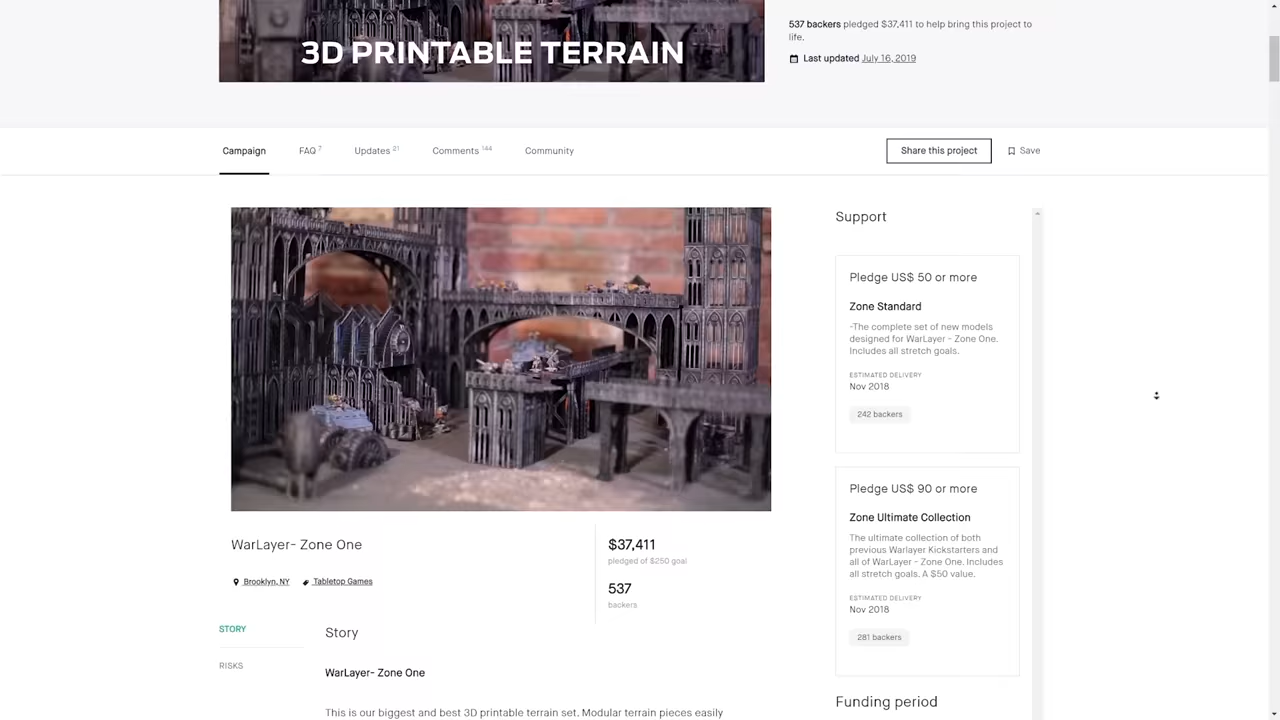 3D PRINTABLE TERRAIN
537 backers pledged $37,411 to help bring this project to
life.
Last updated July 16, 2019
Campaign
FAQ 7
Updates 21
Comments 144
Community
Share this project
Save
Support
Pledge US$ 50 or more
Zone Standard
-The complete set of new models
designed for WarLayer - Zone One.
Includes all stretch goals.
ESTIMATED DELIVERY
Nov 2018
242 backers
Pledge US$ 90 or more
Zone Ultimate Collection
The ultimate collection of both
previous Warlayer Kickstarters and
all of WarLayer - Zone One. Includes
all stretch goals. A $50 value.
ESTIMATED DELIVERY
Nov 2018
281 backers
Funding period
WarLayer- Zone One
Brooklyn, NY
Tabletop Games
$37,411
pledged of $250 goal
537
backers
STORY
RISKS
Story
WarLayer- Zone One
This is our biggest and best 3D printable terrain set. Modular terrain pieces easily